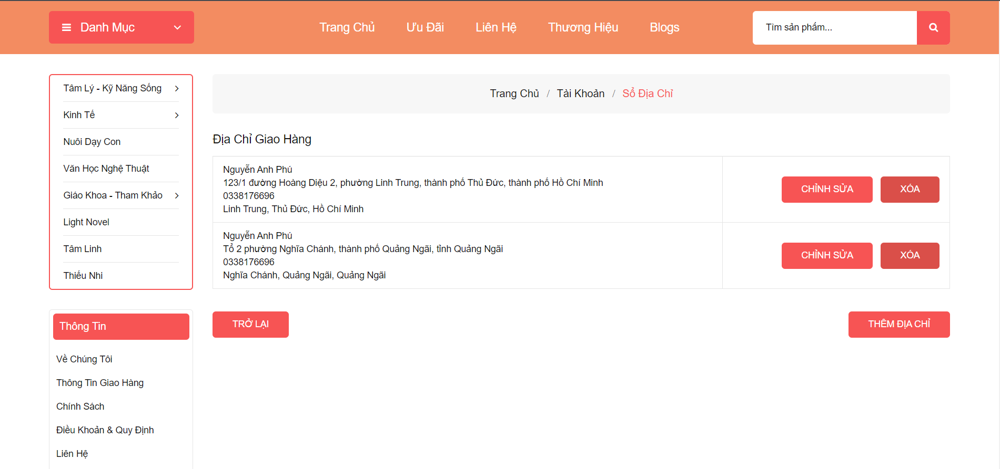 Danh Mục
Trang Chủ
Ưu Đãi
Liên Hệ
Thương Hiệu
Blogs
Tìm sản phẩm...
Tâm Lý - Kỹ Năng Sống
Kinh Tế
Nuôi Dạy Con
Văn Học Nghệ Thuật
Giáo Khoa - Tham Khảo
Light Novel
Tâm Linh
Thiếu Nhi
Thông Tin
Về Chúng Tôi
Thông Tin Giao Hàng
Chính Sách
Điều Khoản & Quy Định
Liên Hệ
Trang Chủ / Tài Khoản / Sổ Địa Chỉ
Địa Chỉ Giao Hàng
Nguyễn Anh Phú
123/1 đường Hoàng Diệu 2, phường Linh Trung, thành phố Thủ Đức, thành phố Hồ Chí Minh
0338176696
Linh Trung, Thủ Đức, Hồ Chí Minh
CHỈNH SỬA
XÓA
Nguyễn Anh Phú
Tổ 2 phường Nghĩa Chánh, thành phố Quảng Ngãi, tỉnh Quảng Ngãi
0338176696
Nghĩa Chánh, Quảng Ngãi, Quảng Ngãi
CHỈNH SỬA
XÓA
TRỞ LẠI
THÊM ĐỊA CHỈ